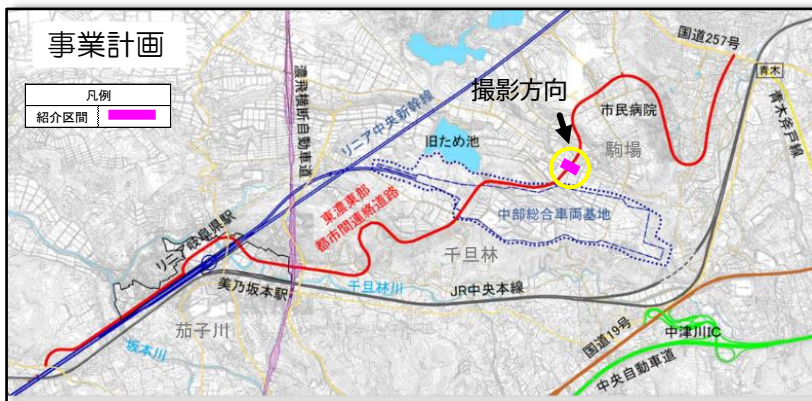 事業計画
凡例
紹介区間
濃飛横断自動車道
リニア中央新幹線
旧ため池
撮影方向
国道257号
青木
青木斧戸線
市民病院
駒場
東濃東部
都市間連絡道路
中部総合車両基地
千旦林
リニア岐阜県駅
美乃坂本駅
千旦林川
JR中央本線
茄子川
坂本川
国道19号
中津川IC
中央自動車道